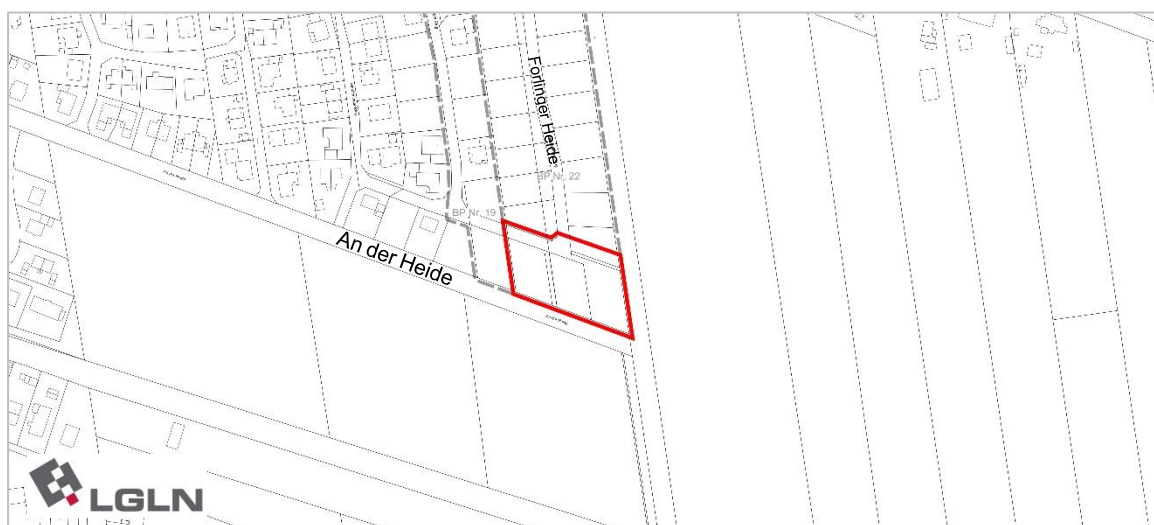 Forlinger Heide
BP Nr. 22
BP Nr. 19
An der Heide
LGLN